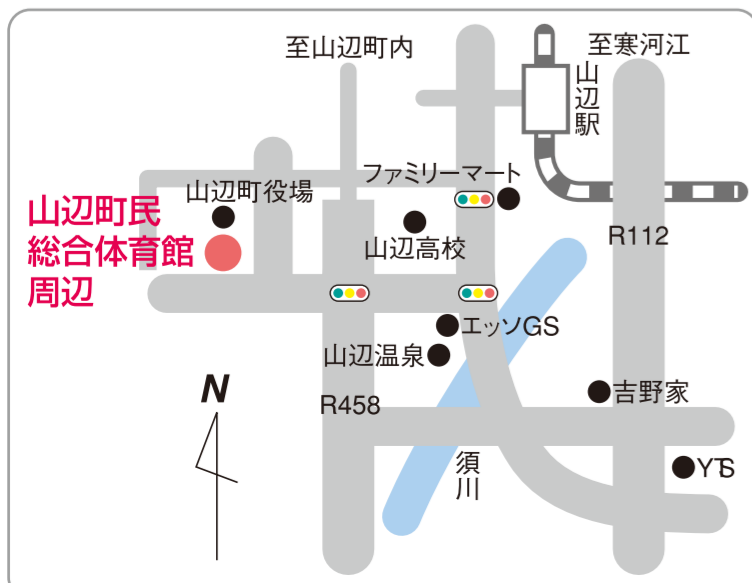 至山辺町内
至寒河江
山辺駅
ファミリーマート
山辺町役場
山辺町民
総合体育館
周辺
山辺高校
R112
エッソGS
山辺温泉
N
R458
吉野家
須川
YTS